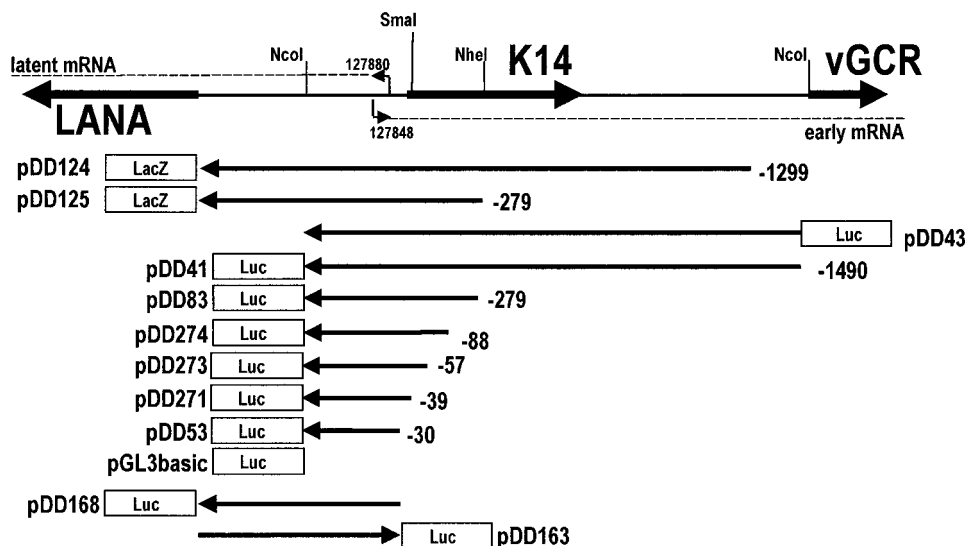 SmaI
NcoI 127880 NheI K14 NcoI vGCR
latent mRNA
LANA 127848 early mRNA
pDD124 LacZ -1299
pDD125 LacZ -279
Luc pDD43
pDD41 Luc -1490
pDD83 Luc -279
pDD274 Luc -88
pDD273 Luc -57
pDD271 Luc -39
pDD53 Luc -30
pGL3basic Luc
pDD168 Luc
Luc pDD163